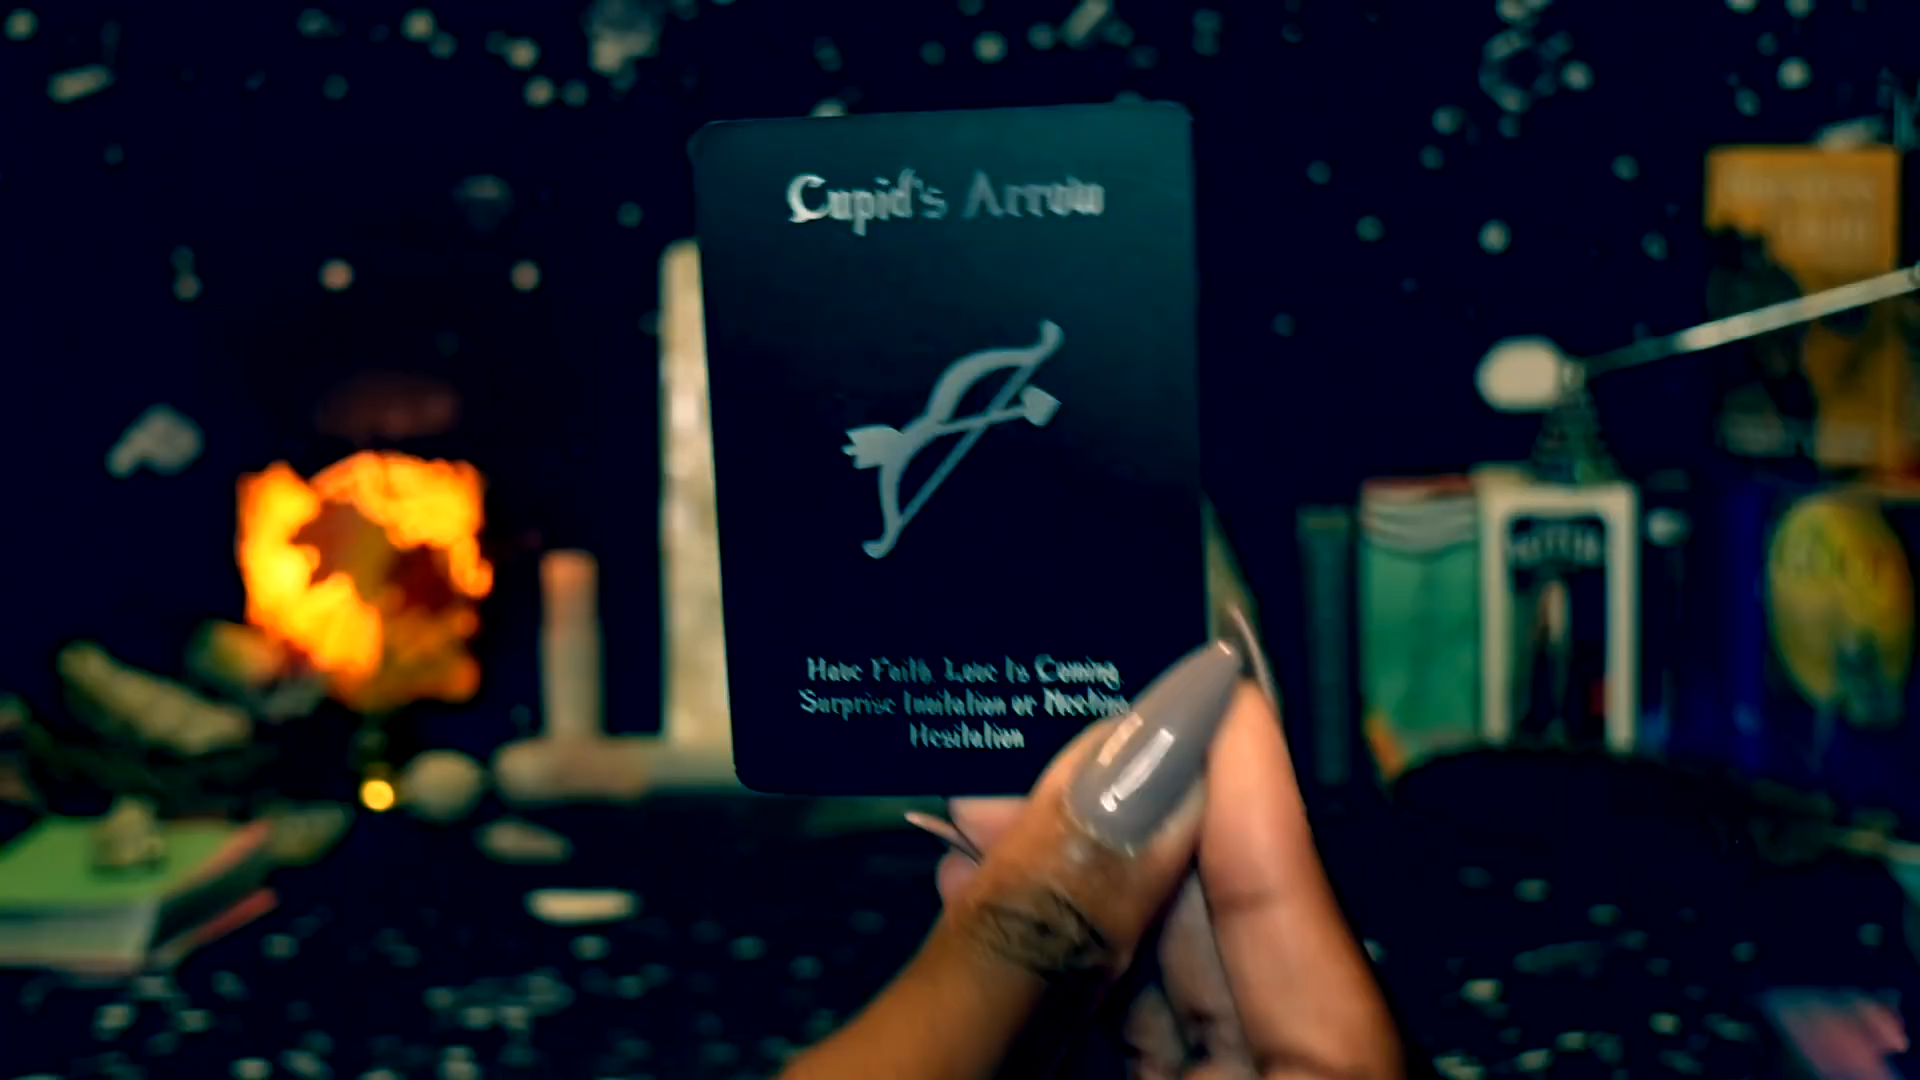 Cupid's Arrow
Have Faith, Love Is Coming
Surprise Invitation or Meeting
Hesitation